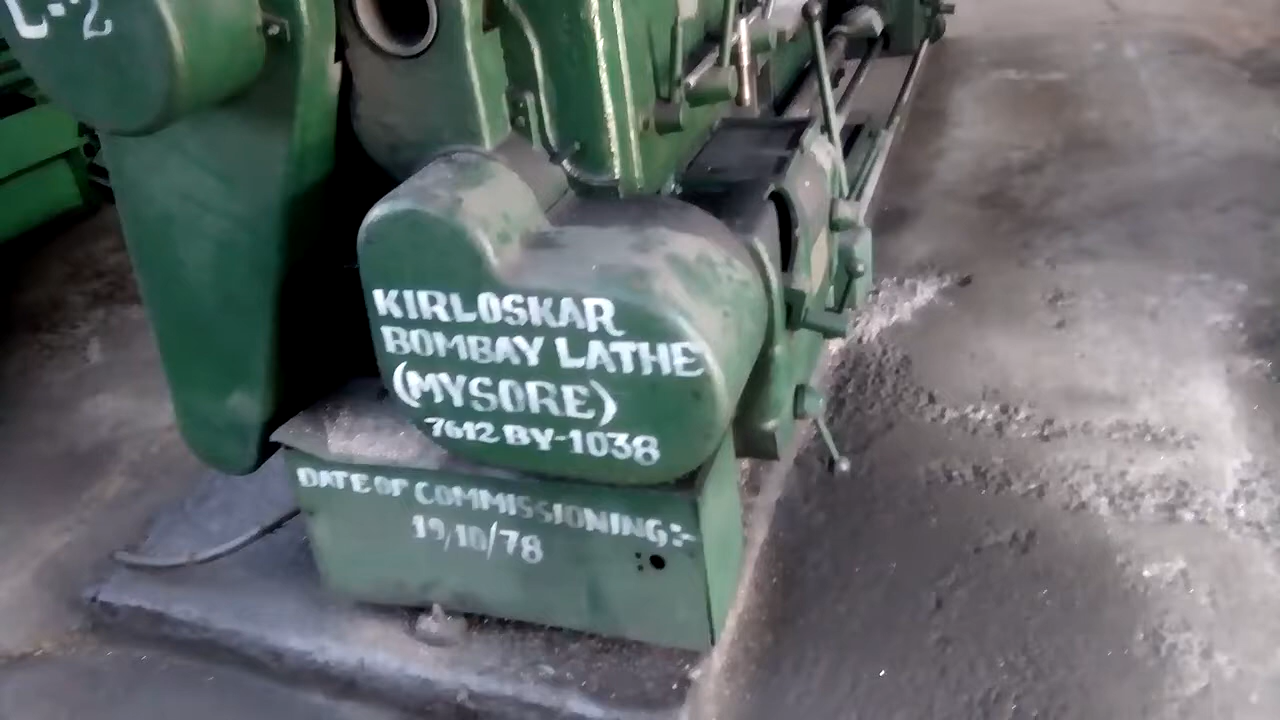 L-2
KIRLOSKAR
BOMBAY LATHE
(MYSORE)
7612 BY-1038
DATE OF COMMISSIONING:-
19/10/78